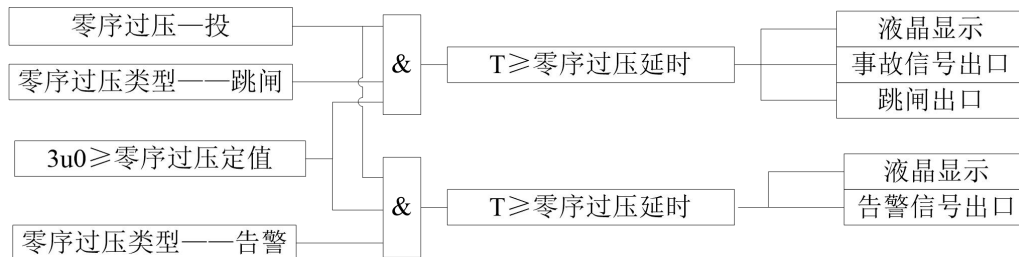 零序过压—投
零序过压类型——跳闸
3u0≥零序过压定值
零序过压类型——告警
&
T≥零序过压延时
液晶显示
事故信号出口
跳闸出口
&
T≥零序过压延时
液晶显示
告警信号出口